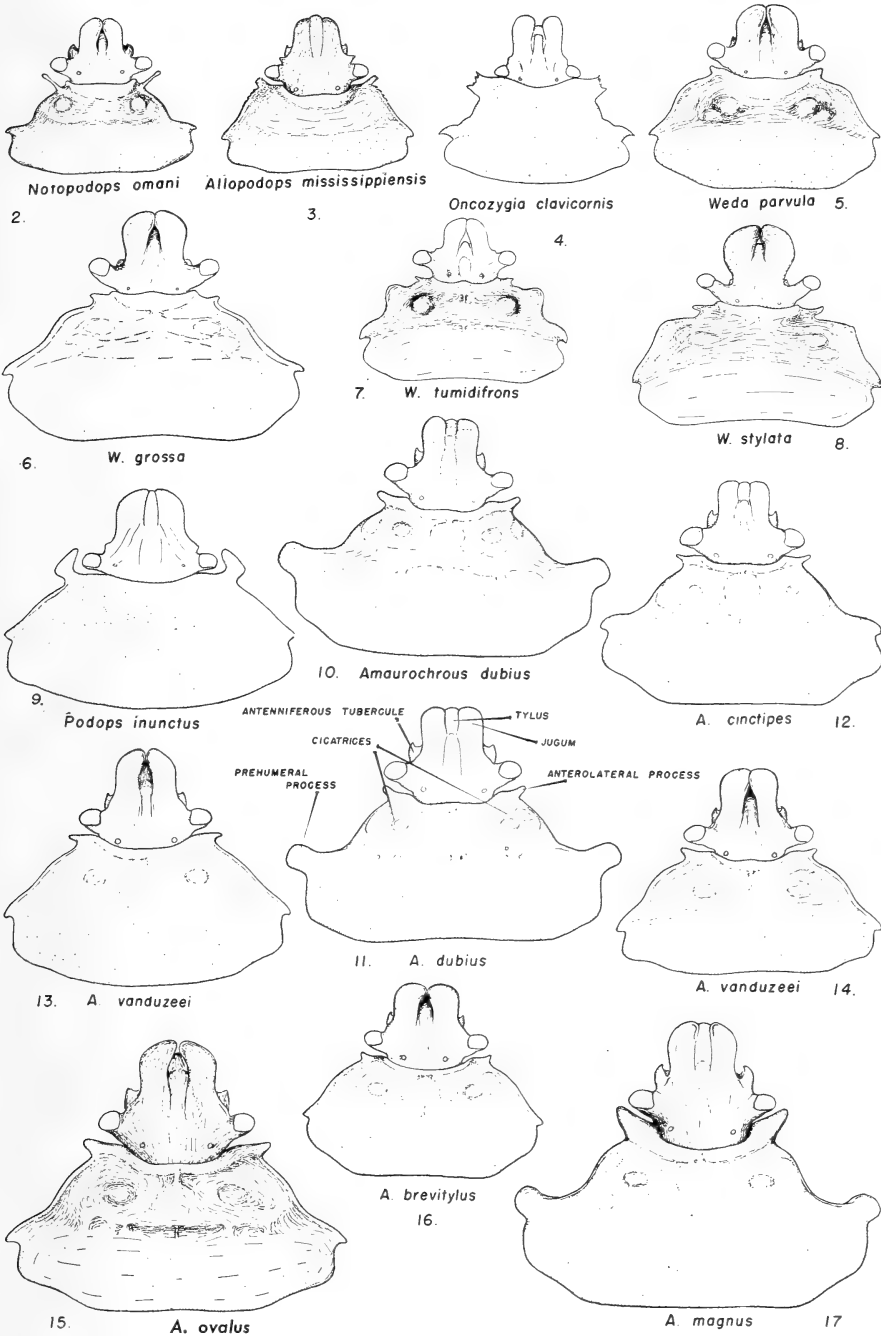 Notopodops omani
2.
Allopodops mississippiensis
3.
Oncozygia clavicornis
4.
Weda parvula 5.
6. W. grossa
7. W. tumidifrons
W. stylata 8.
9. Podops inunctus
10. Amaurochrous dubius
A. cinctipes 12.
ANTENNIFEROUS TUBERCULE
TYLUS
CICATRICES
JUGUM
PREHUMERAL
PROCESS
ANTEROLATERAL PROCESS
13. A. vanduzeei
11. A. dubius
A. vanduzeei 14.
A. brevitylus
16.
15. A. ovalus
A. magnus 17